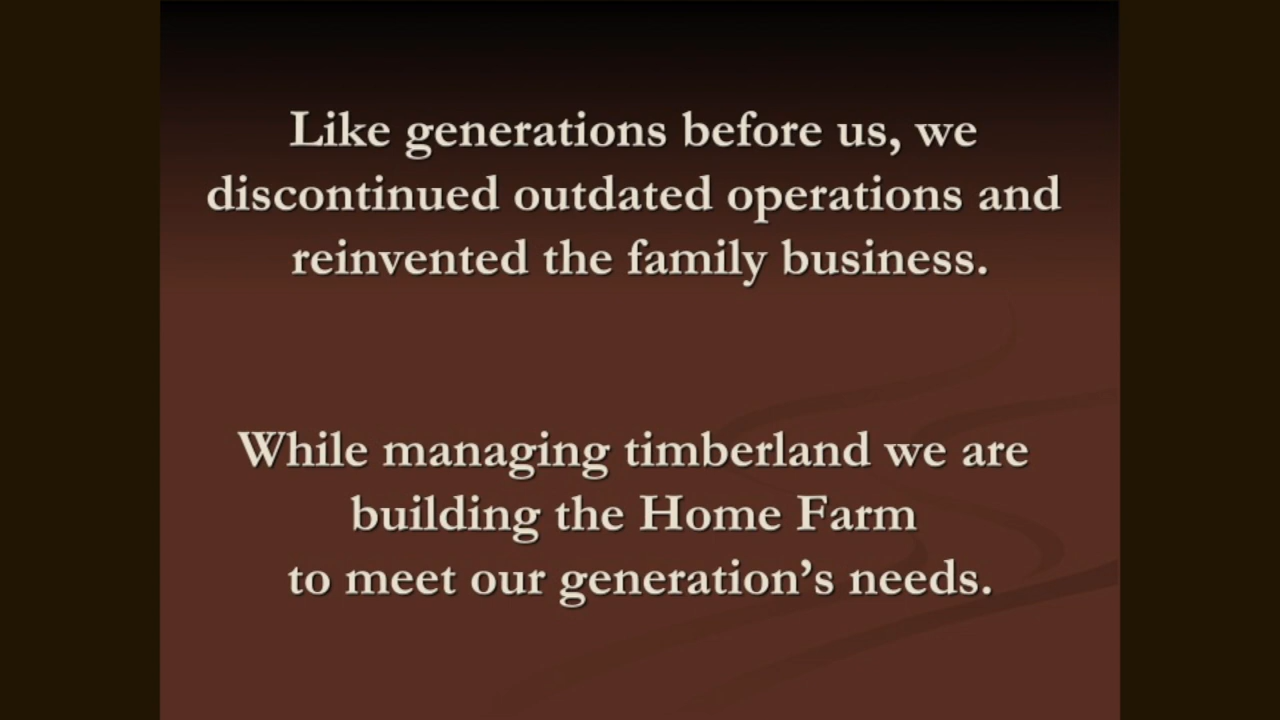 Like generations before us, we
discontinued outdated operations and
reinvented the family business.
While managing timberland we are
building the Home Farm
to meet our generation’s needs.